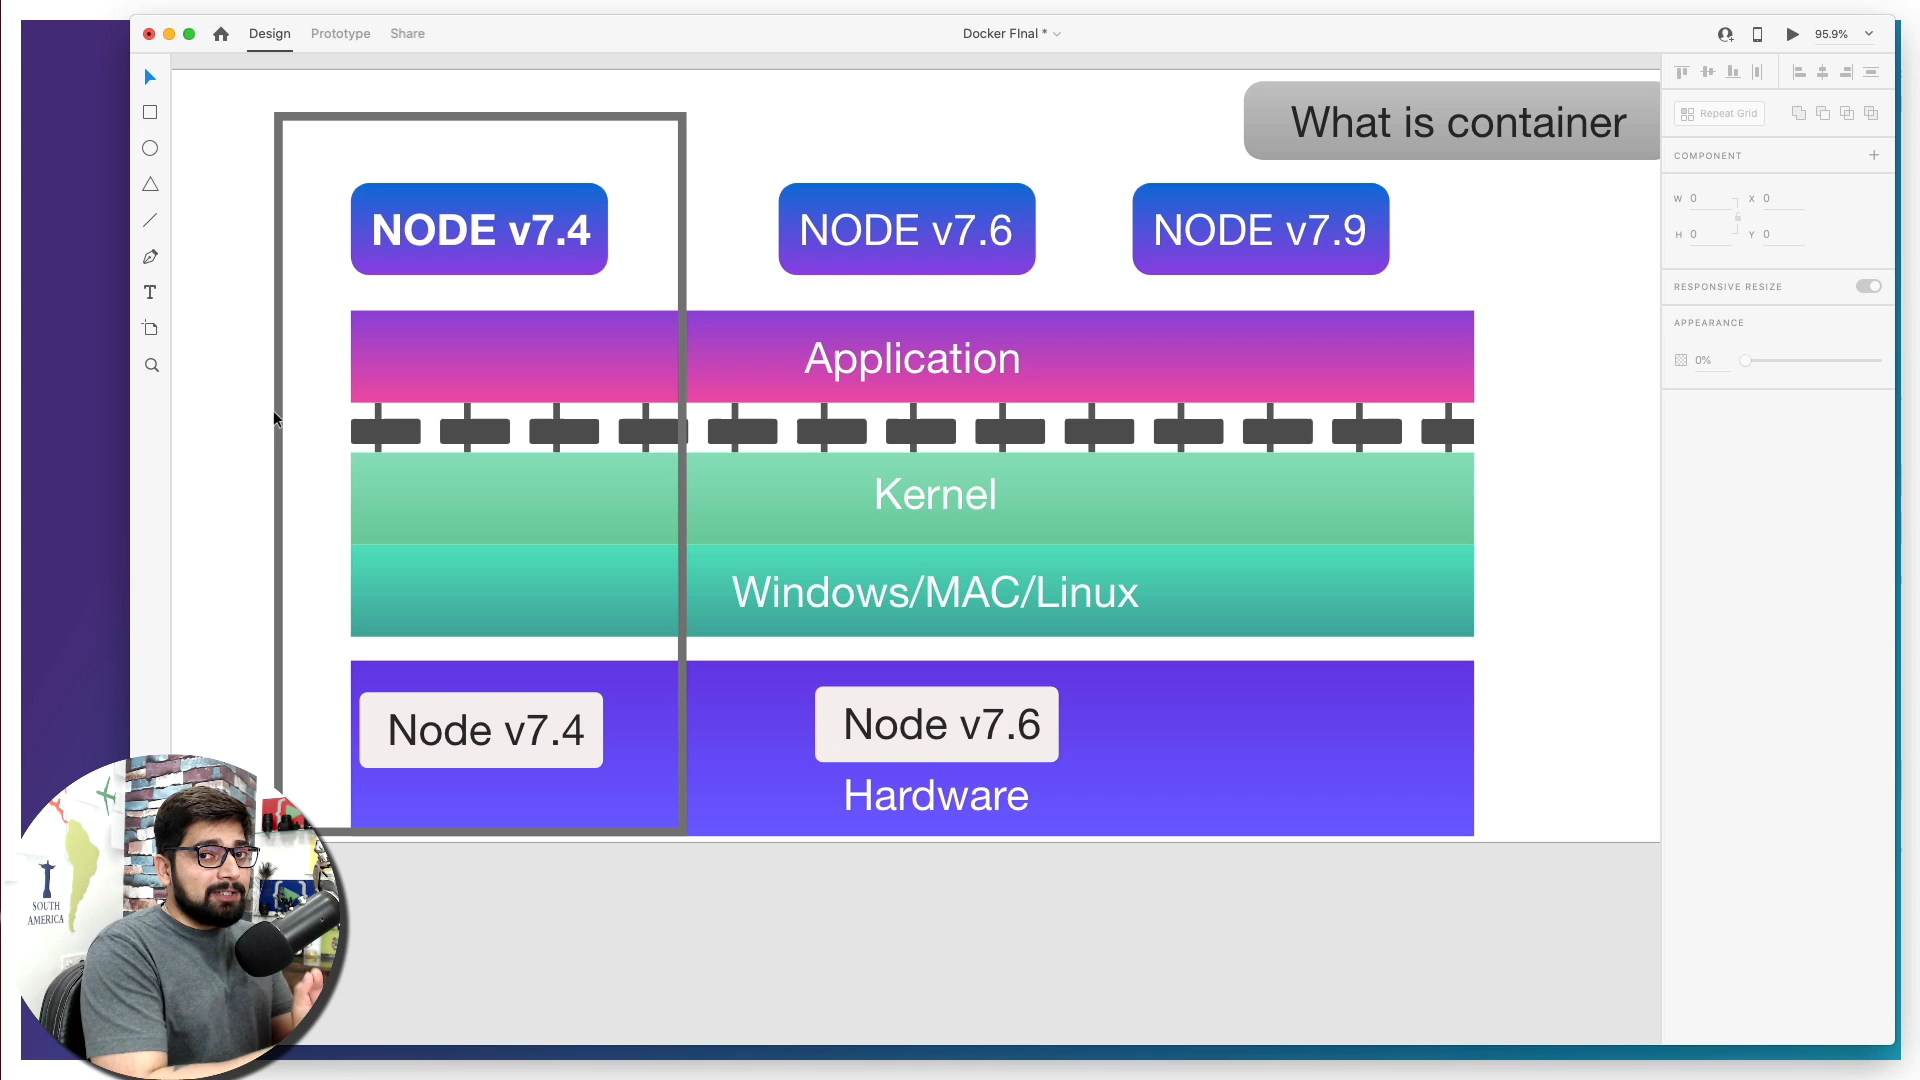 Design Prototype Share
Docker FInal *
95.9%
What is container
Repeat Grid
COMPONENT
W 0 X 0
H 0 Y 0
RESPONSIVE RESIZE
APPEARANCE
0%
NODE v7.4
NODE v7.6
NODE v7.9
Application
Kernel
Windows/MAC/Linux
Node v7.4
Node v7.6
Hardware
SOUTH
AMERICA